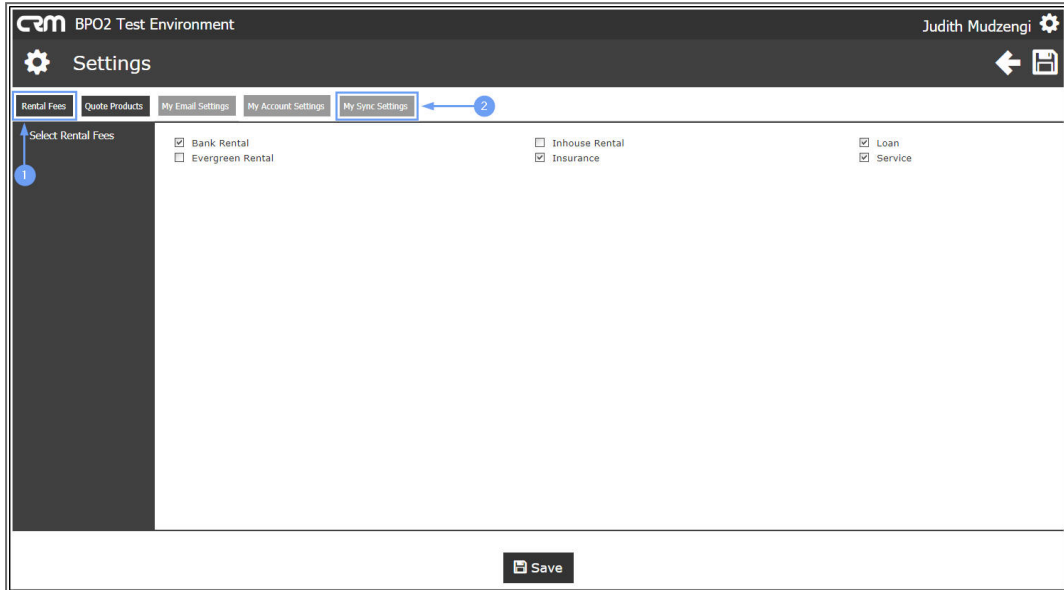 CRM BPO2 Test Environment
Judith Mudzengi
Settings
Rental Fees Quote Products My Email Settings My Account Settings My Sync Settings 2
Select Rental Fees
Bank Rental Inhouse Rental Loan
Evergreen Rental Insurance Service
1
Save